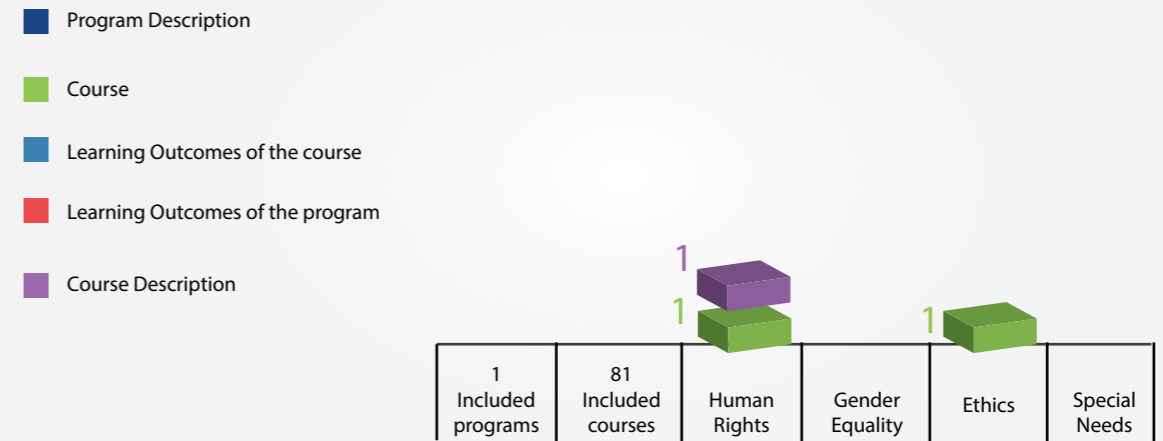 Program Description
Course
Learning Outcomes of the course
Learning Outcomes of the program
Course Description
1
1
1
1
Included
programs
81
Included
courses
Human
Rights
Gender
Equality
Ethics
Special
Needs